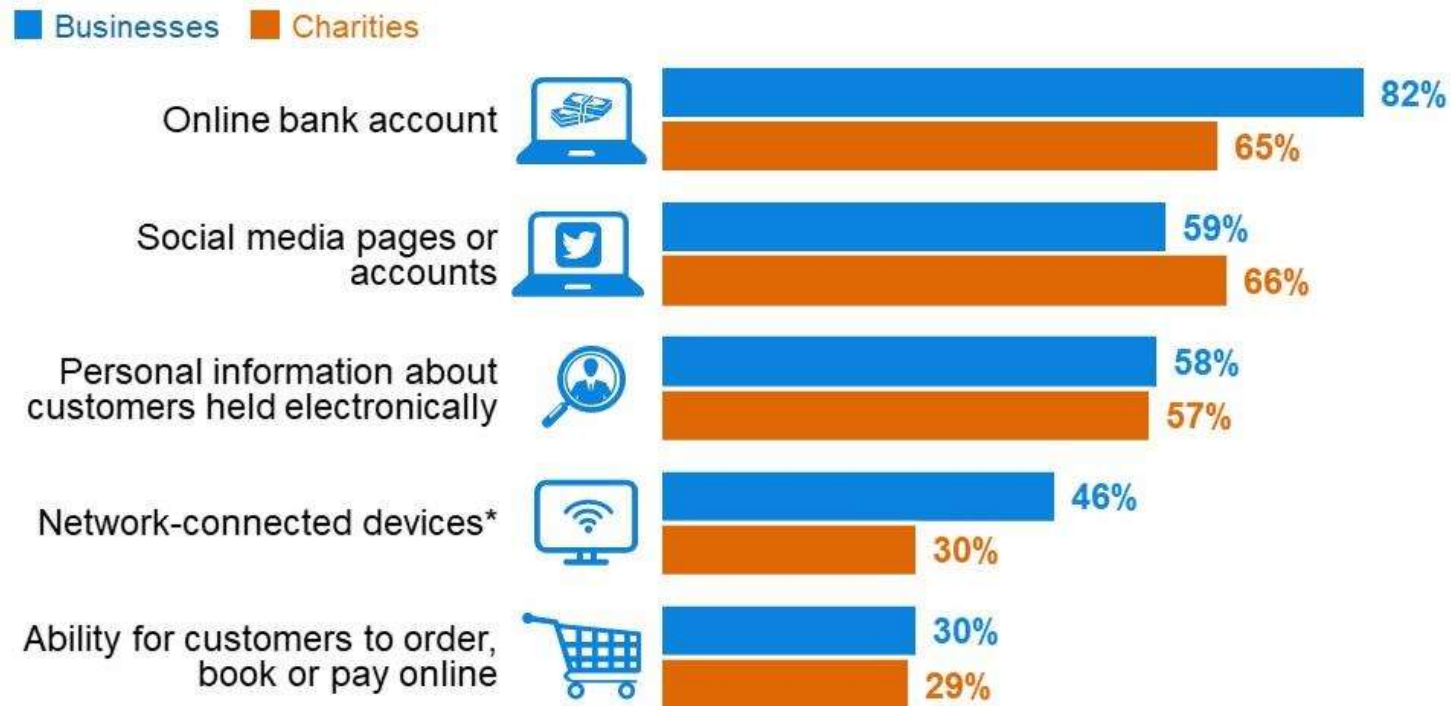 Businesses Charities
Online bank account
82%
65%
Social media pages or
accounts
59%
66%
Personal information about
customers held electronically
58%
57%
Network-connected devices*
46%
30%
Ability for customers to order,
book or pay online
30%
29%